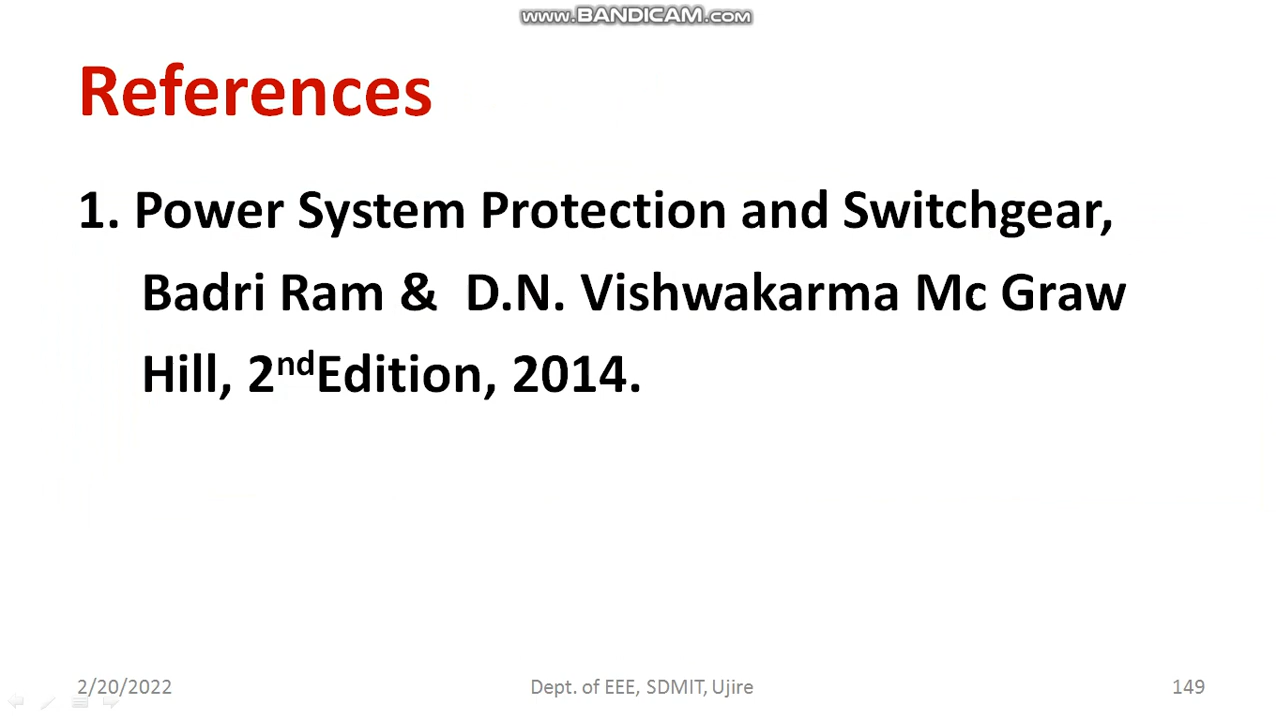 www.BANDICAM.com
References
1. Power System Protection and Switchgear,
Badri Ram & D.N. Vishwakarma Mc Graw
Hill, 2ndEdition, 2014.
2/20/2022 Dept. of EEE, SDMIT, Ujire 149